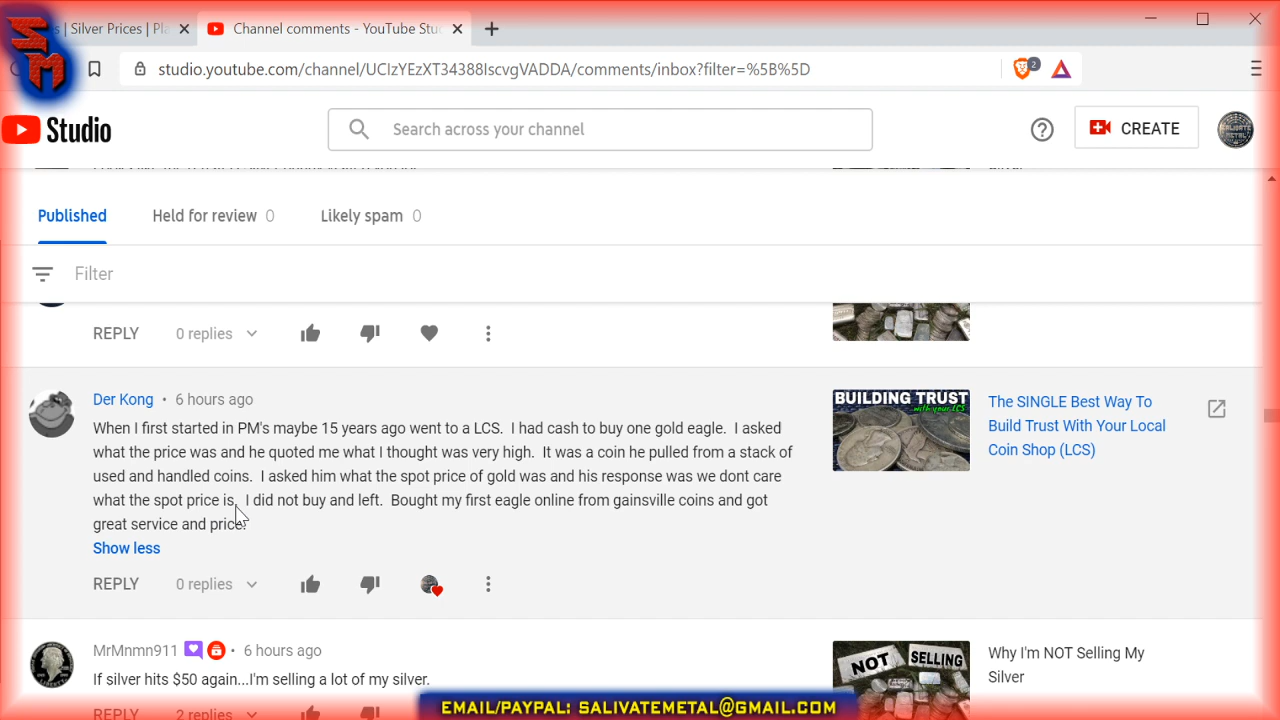 SM
s | Silver Prices | Pla
Channel comments - YouTube Stu
studio.youtube.com/channel/UCIzYEzXT34388IscvgVADDA/comments/inbox?filter=%5B%5D
2
Studio
Search across your channel
CREATE
Published
Held for review 0
Likely spam 0
Filter
REPLY
0 replies
Der Kong • 6 hours ago
When I first started in PM's maybe 15 years ago went to a LCS. I had cash to buy one gold eagle. I asked
what the price was and he quoted me what I thought was very high. It was a coin he pulled from a stack of
used and handled coins. I asked him what the spot price of gold was and his response was we dont care
what the spot price is. I did not buy and left. Bought my first eagle online from gainsville coins and got
great service and price.
Show less
BUILDING TRUST
with your LCS
The SINGLE Best Way To
Build Trust With Your Local
Coin Shop (LCS)
REPLY
0 replies
MrMnmn911 • 6 hours ago
If silver hits $50 again...I'm selling a lot of my silver.
NOT SELLING
Why I'm NOT Selling My
Silver
REPLY
2 replies
EMAIL/PAYPAL: SALIVATEMETAL@GMAIL.COM